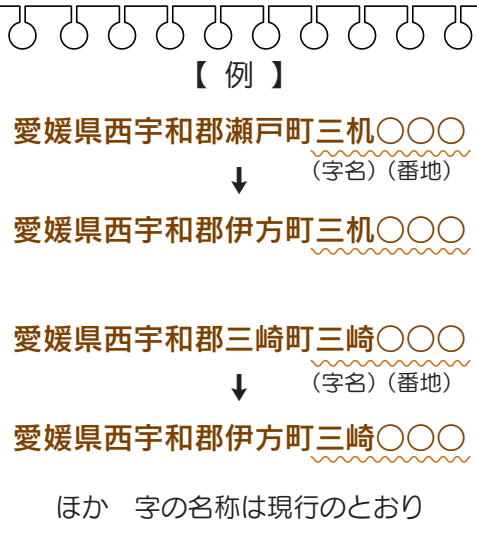 【 例 】
愛媛県西宇和郡瀬戸町三机○○○
（字名）（番地）
愛媛県西宇和郡伊方町三机○○○
愛媛県西宇和郡三崎町三崎○○○
（字名）（番地）
愛媛県西宇和郡伊方町三崎○○○
ほか　字の名称は現行のとおり